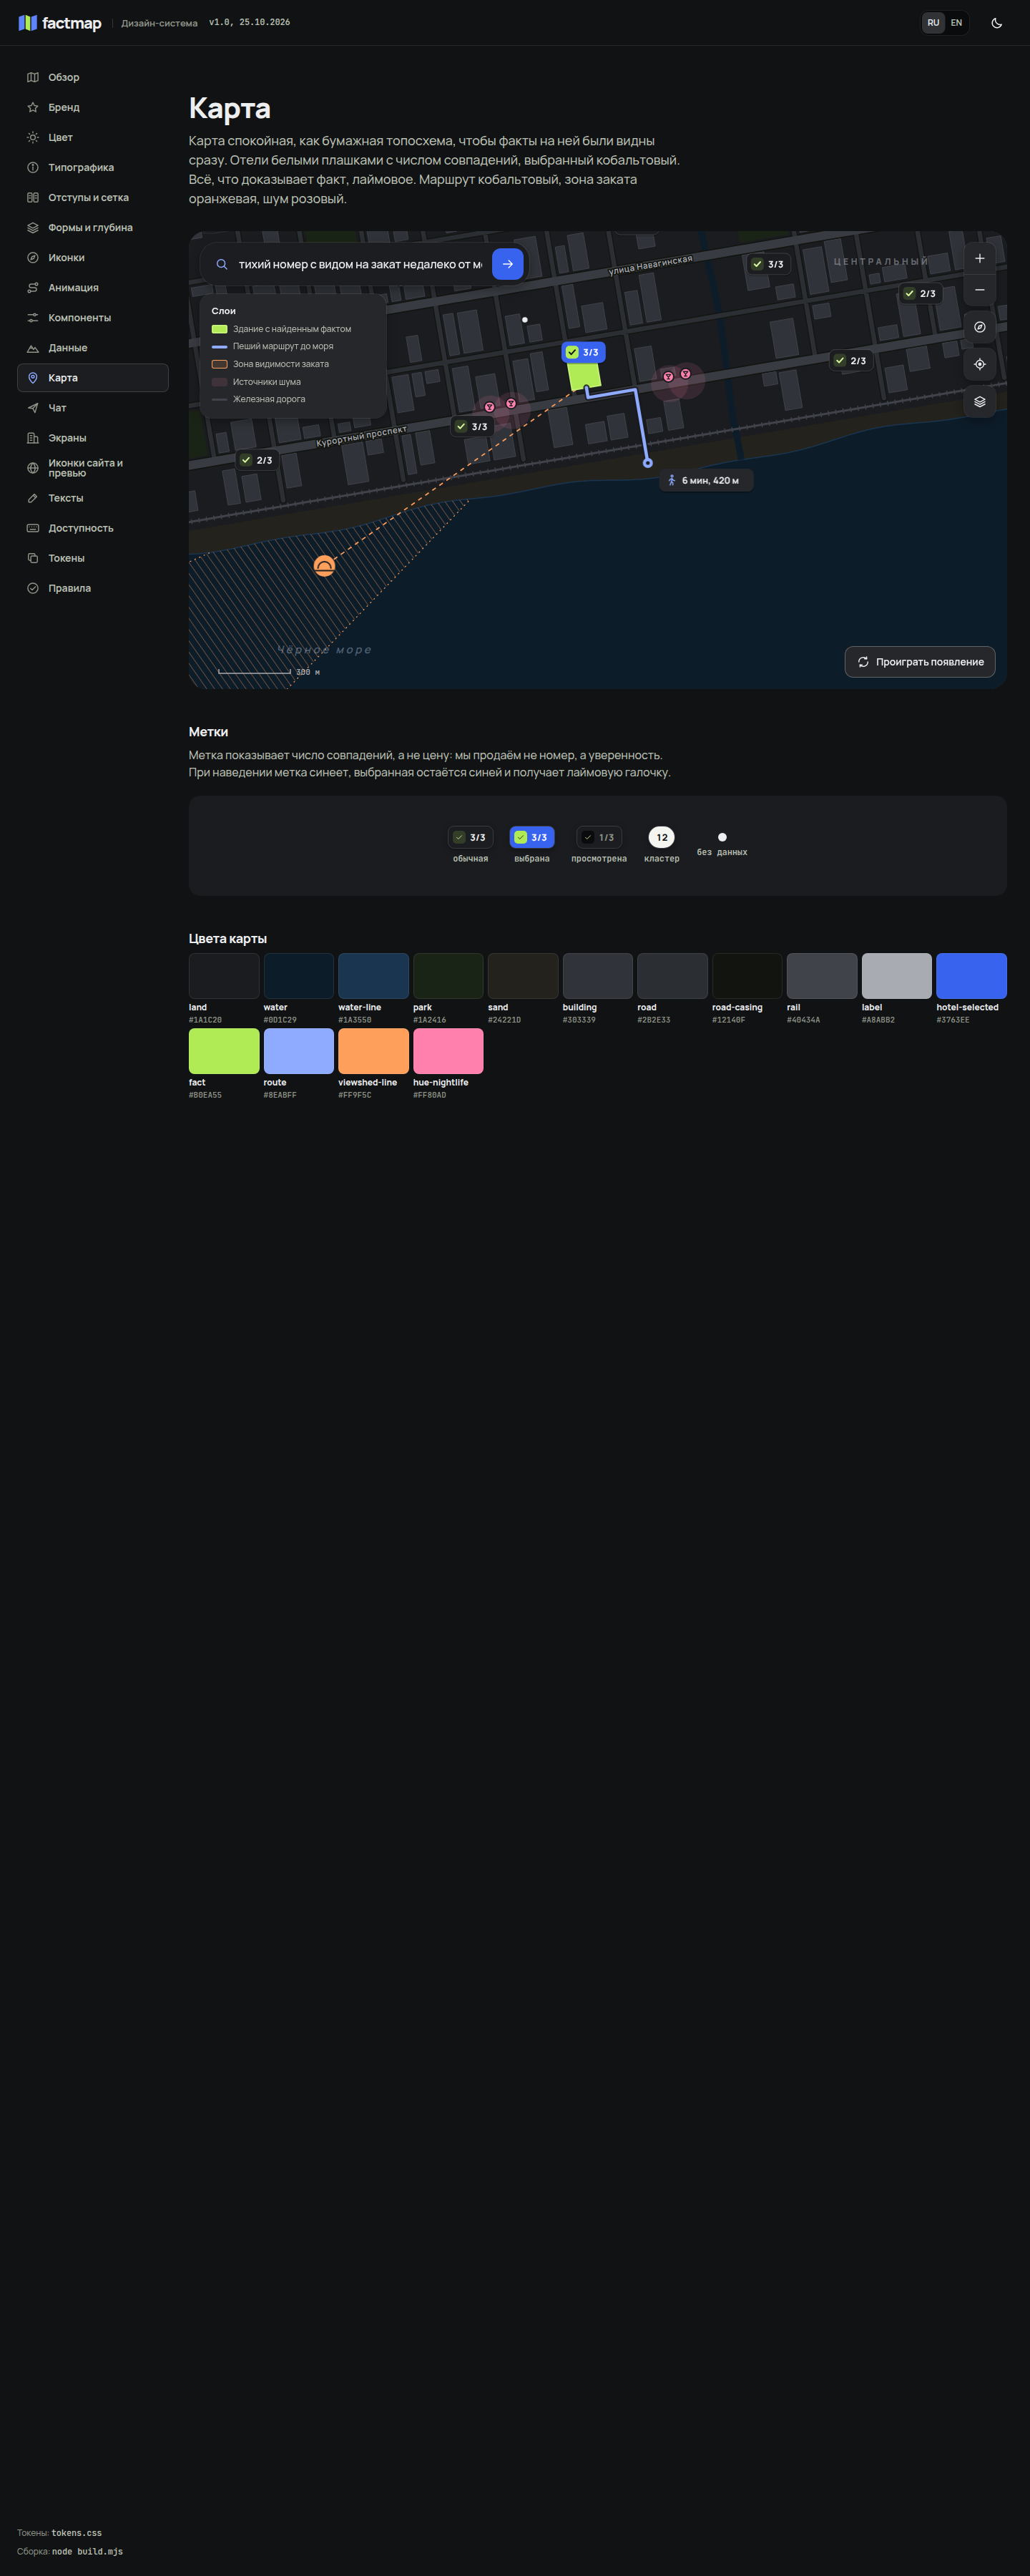 factmap
Дизайн-система
v1.0, 25.10.2026
RU
EN
Обзор
Бренд
Цвет
Типографика
Отступы и сетка
Формы и глубина
Иконки
Анимация
Компоненты
Данные
Карта
Чат
Экраны
Иконки сайта и
превью
Тексты
Доступность
Токены
Правила
Карта
Карта спокойная, как бумажная топосхема, чтобы факты на ней были видны
сразу. Отели белыми плашками с числом совпадений, выбранный кобальтовый.
Всё, что доказывает факт, лаймовое. Маршрут кобальтовый, зона заката
оранжевая, шум розовый.
тихий номер с видом на закат недалеко от
улица Навагинская
3/3
ЦЕНТРАЛЬНЫЙ
2/3
Слои
Здание с найденным фактом
Пеший маршрут до моря
Зона видимости заката
Источники шума
Железная дорога
3/3
2/3
3/3
Курортный проспект
2/3
6 мин, 420 м
Чёрное море
300 м
Проиграть появление
Метки
Метка показывает число совпадений, а не цену: мы продаём не номер, а уверенность.
При наведении метка синеет, выбранная остаётся синей и получает лаймовую галочку.
3/3
3/3
1/3
12
обычная
выбрана
просмотрена
кластер
без данных
Цвета карты
land
water
water-line
park
sand
building
road
road-casing
rail
label
hotel-selected
#1A1C20
#0D1C29
#1A3550
#1A2416
#24221D
#303339
#2B2E33
#12140F
#40434A
#A8ABB2
#3763EE
fact
route
viewshed-line
hue-nightlife
#B0EA55
#8EABFF
#FF9F5C
#FF80AD
Токены: tokens.css
Сборка: node build.mjs